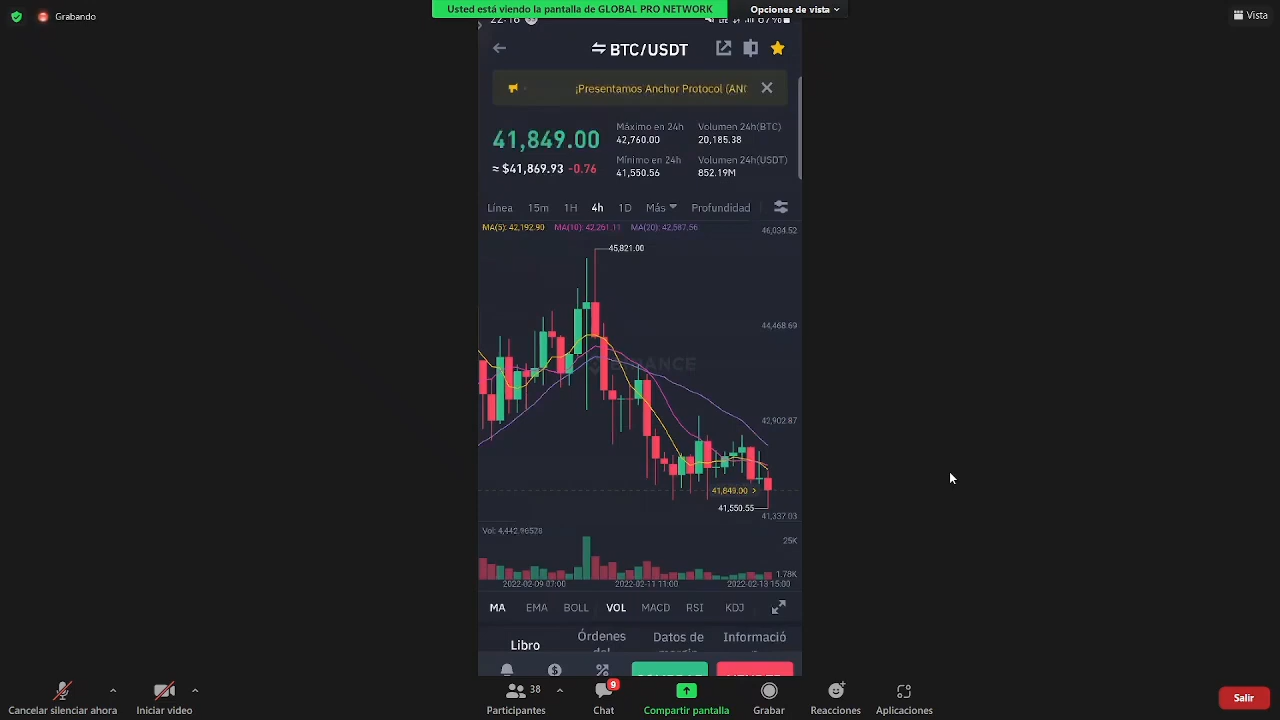 Grabando
Usted está viendo la pantalla de GLOBAL PRO NETWORK
Opciones de vista
Vista
22:16
67%
BTC/USDT
¡Presentamos Anchor Protocol (AN
41,849.00
≈ $41,869.93 -0.76
Máximo en 24h
42,760.00
Volumen 24h(BTC)
20,185.38
Mínimo en 24h
41,550.56
Volumen 24h(USDT)
852.19M
Línea 15m 1H 4h 1D Más Profundidad
MA(5): 42,192.90 MA(10): 42,261.11 MA(20): 42,587.56
46,034.52
45,821.00
44,468.69
BINANCE
42,902.87
41,849.00 >
41,550.55
41,337.03
Vol: 4,442.96528
25K
1.78K
2022-02-09 07:00 2022-02-11 11:00 2022-02-13 15:00
MA EMA BOLL VOL MACD RSI KDJ
Libro
Órdenes
Datos de
Informació
Cancelar silenciar ahora
Iniciar video
38
Participantes
9
Chat
Compartir pantalla
Grabar
Reacciones
Aplicaciones
Salir